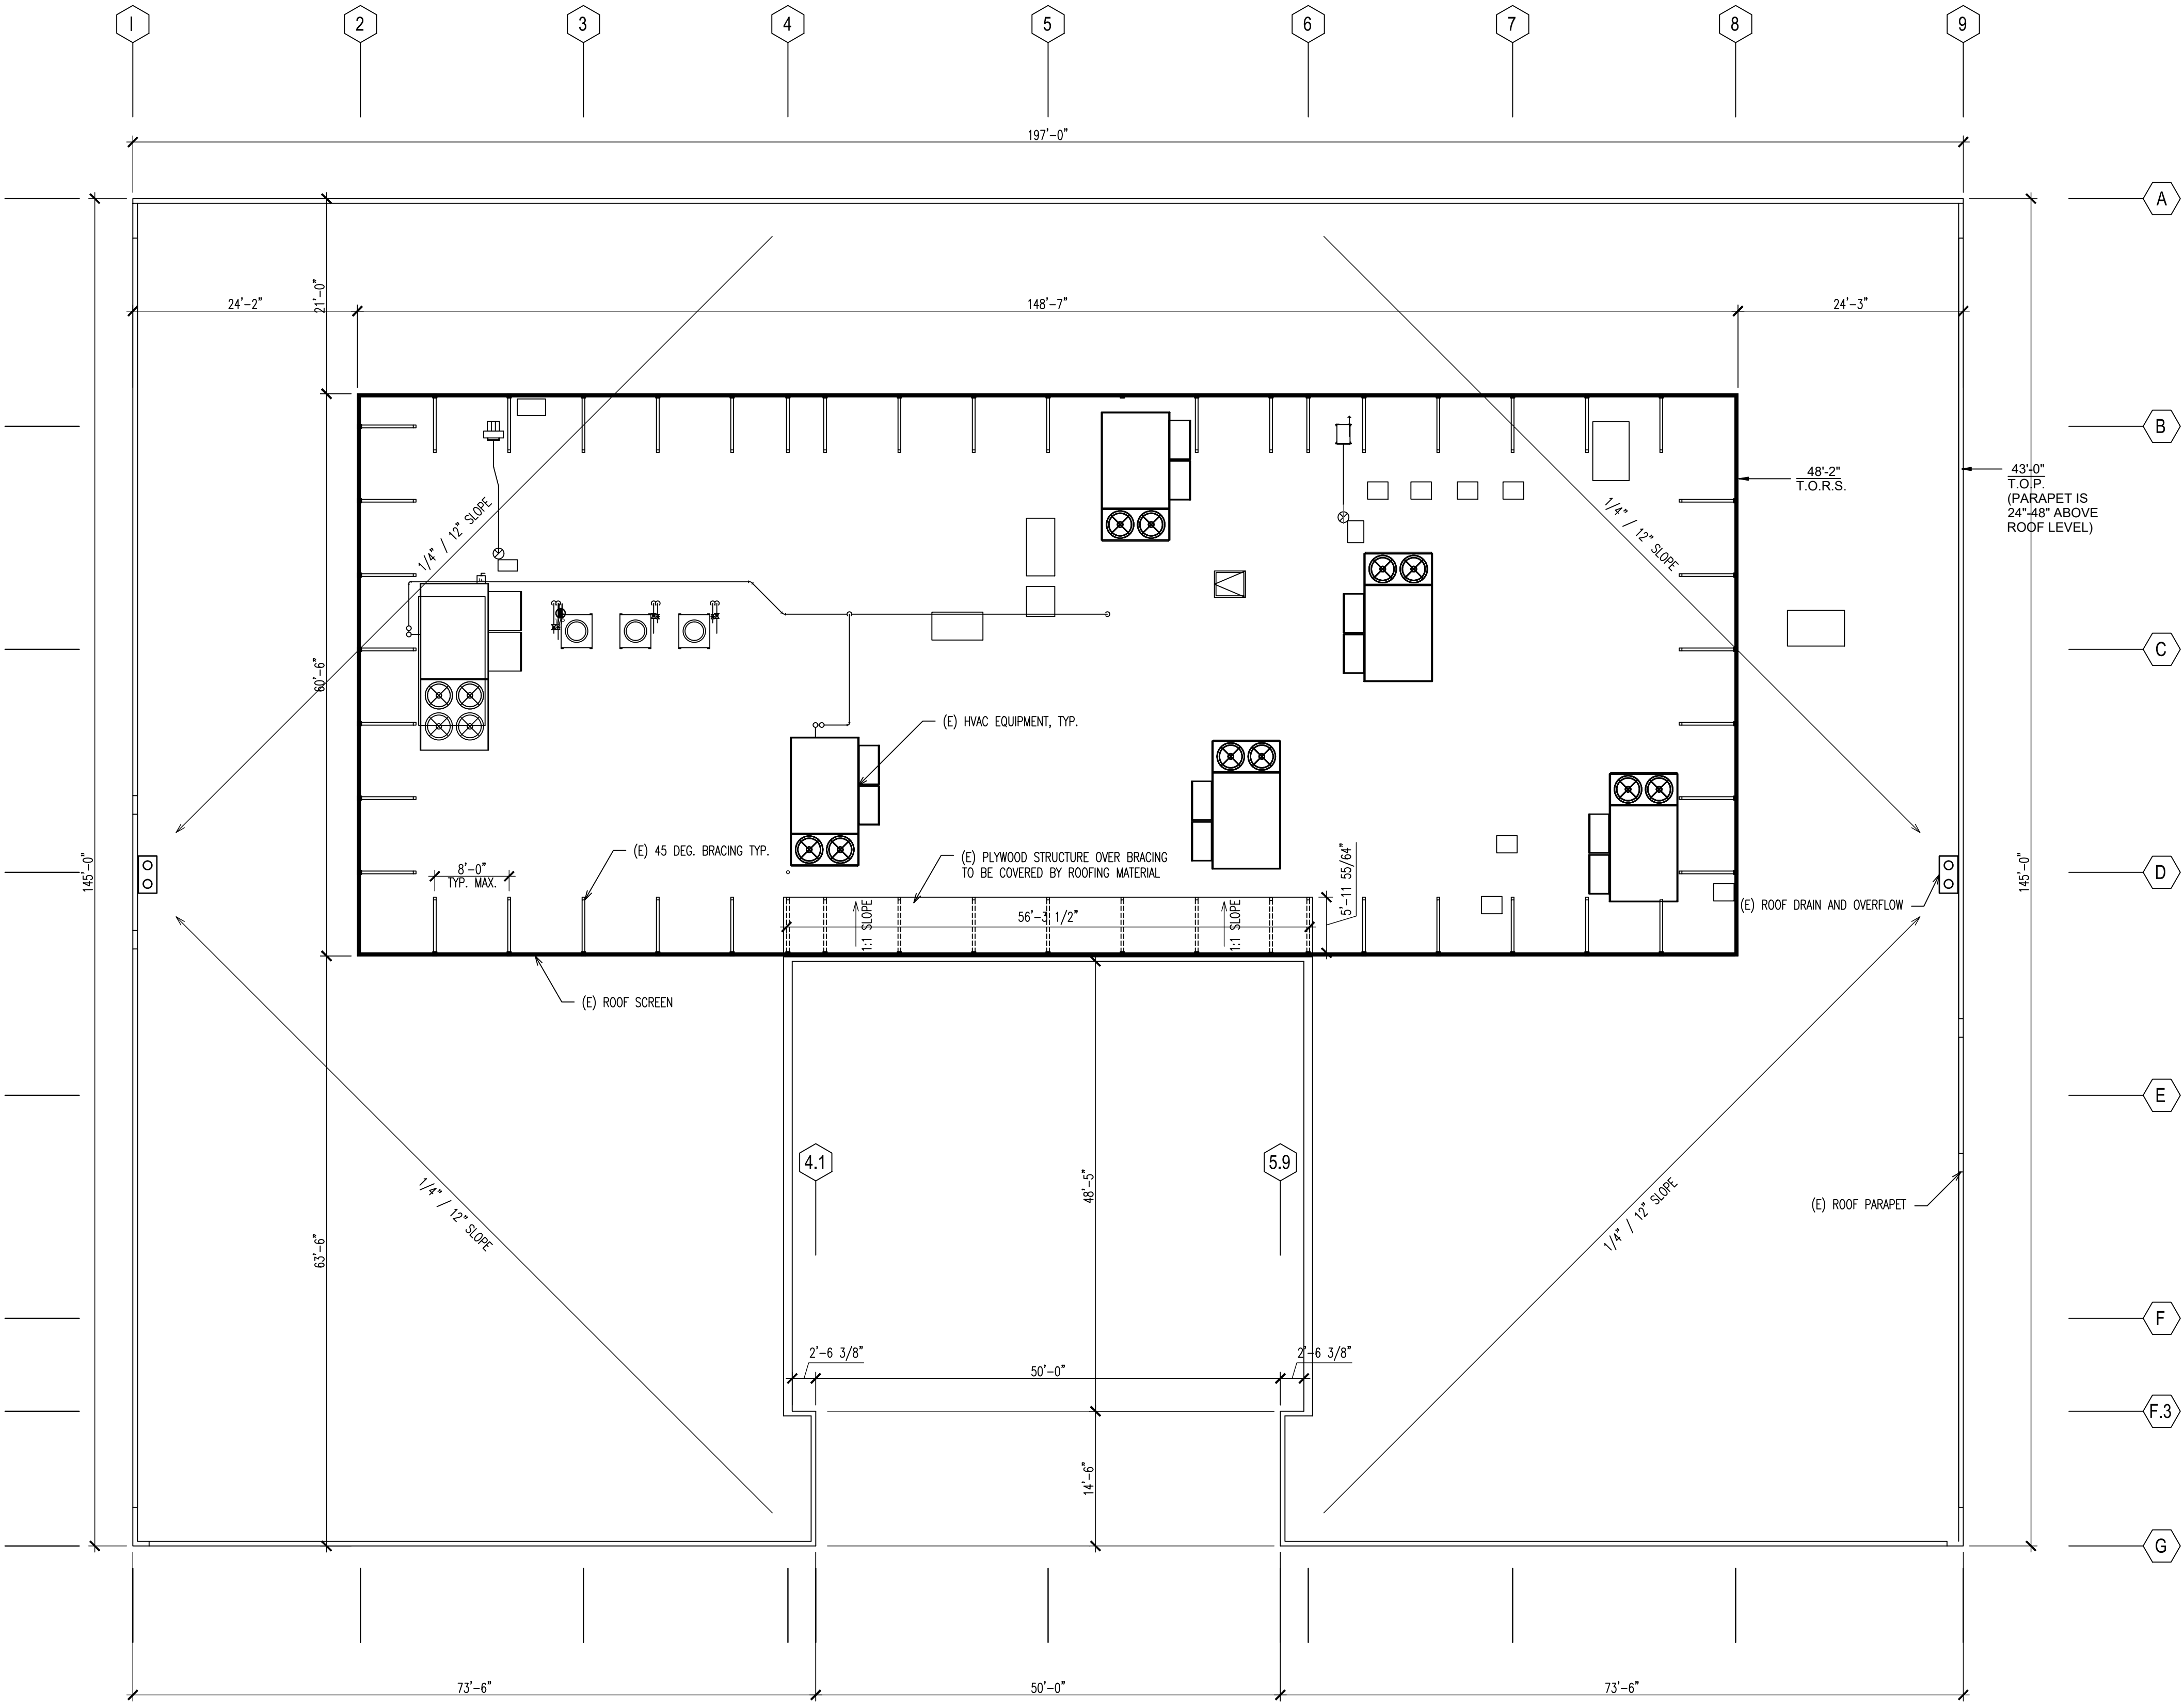 1
2
3
4
5
6
7
8
9
197'-0"
A
24'-2"
21'-0"
148'-7"
24'-3"
B
48'-2"
T.O.R.S.
43'-0"
T.O.P.
(PARAPET IS
24"-48" ABOVE
ROOF LEVEL)
1/4" / 12" SLOPE
1/4" / 12" SLOPE
C
60'-6"
(E) HVAC EQUIPMENT, TYP.
(E) 45 DEG. BRACING TYP.
(E) PLYWOOD STRUCTURE OVER BRACING
TO BE COVERED BY ROOFING MATERIAL
8'-0"
TYP. MAX.
145'-0"
5'-11 55/64"
145'-0"
D
(E) ROOF DRAIN AND OVERFLOW
56'-3 1/2"
1:1 SLOPE
1:1 SLOPE
(E) ROOF SCREEN
E
4.1
5.9
48'-5"
1/4" / 12" SLOPE
1/4" / 12" SLOPE
(E) ROOF PARAPET
63'-6"
F
2'-6 3/8"
2'-6 3/8"
50'-0"
F.3
14'-6"
G
73'-6"
50'-0"
73'-6"